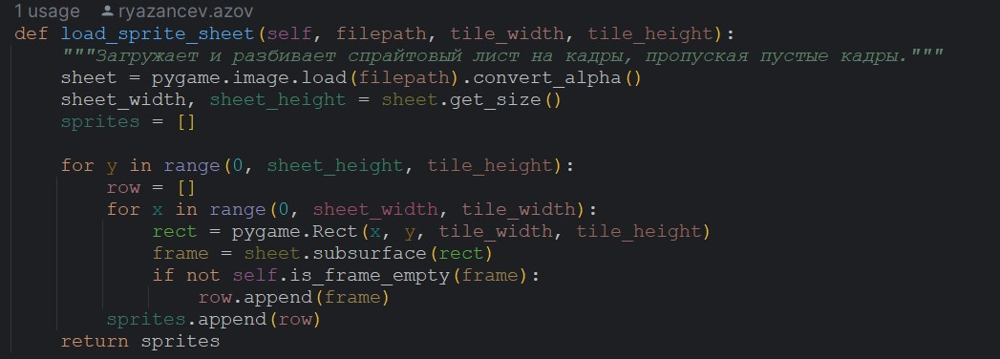 1 usage ryazancev.azov
def load_sprite_sheet(self, filepath, tile_width, tile_height):
    """Загружает и разбивает спрайтовый лист на кадры, пропуская пустые кадры."""
    sheet = pygame.image.load(filepath).convert_alpha()
    sheet_width, sheet_height = sheet.get_size()
    sprites = []

    for y in range(0, sheet_height, tile_height):
        row = []
        for x in range(0, sheet_width, tile_width):
            rect = pygame.Rect(x, y, tile_width, tile_height)
            frame = sheet.subsurface(rect)
            if not self.is_frame_empty(frame):
                row.append(frame)
        sprites.append(row)
    return sprites